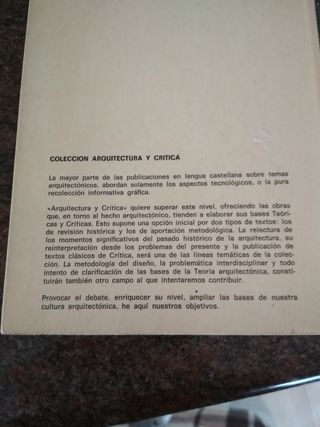 COLECCION ARQUITECTURA Y CRITICA
La mayor parte de las publicaciones en lengua castellana sobre temas
arquitectónicos, abordan solamente los aspectos tecnológicos, o la pura
recolección informativa gráfica.
«Arquitectura y Crítica» quiere superar este nivel, ofreciendo las obras
que, en torno al hecho arquitectónico, tienden a elaborar sus bases Teóri-
cas y Críticas. Esto supone una opción inicial por dos tipos de textos: los
de revisión histórica y los de aportación metodológica. La relectura de
los momentos significativos del pasado histórico de la arquitectura, su
reinterpretación desde los problemas del presente y la publicación de
textos clásicos de Crítica, será una de las líneas temáticas de la colec-
ción. La metodología del diseño, la problemática interdisciplinar y todo
intento de clarificación de las bases de la Teoría arquitectónica, consti-
tuirán también otro campo al que intentaremos contribuir.
Provocar el debate, enriquecer su nivel, ampliar las bases de nuestra
cultura arquitectónica, he aquí nuestros objetivos.